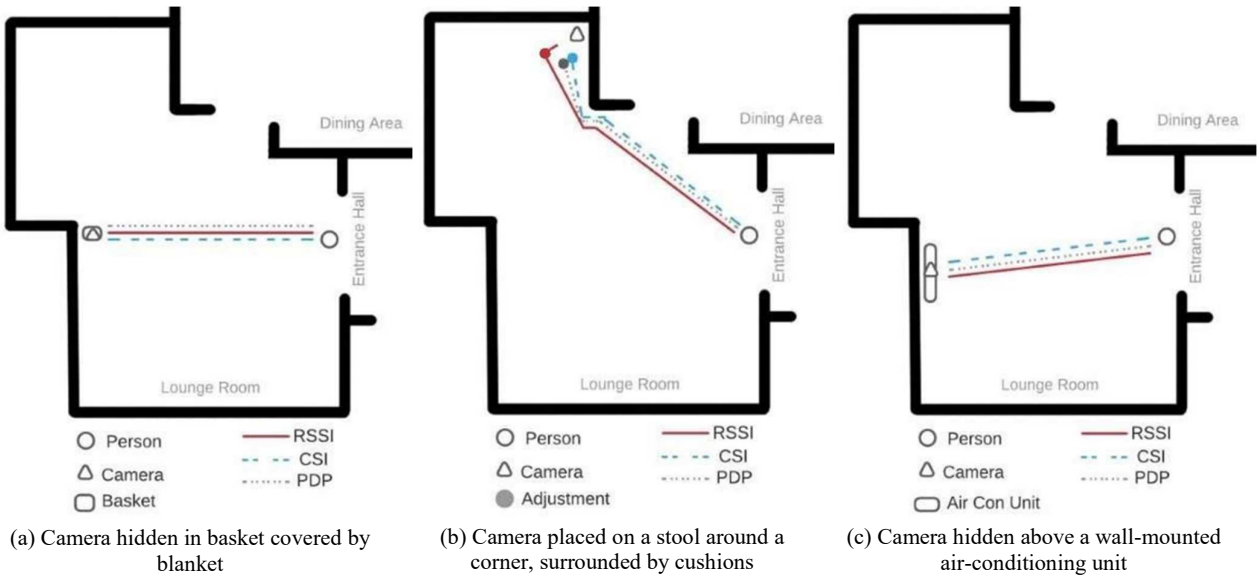 Dining Area
Entrance Hall
Lounge Room
Person
Camera
Basket
RSSI
CSI
PDP
(a) Camera hidden in basket covered by
blanket
Dining Area
Entrance Hall
Lounge Room
Person
Camera
Adjustment
RSSI
CSI
PDP
(b) Camera placed on a stool around a
corner, surrounded by cushions
Dining Area
Entrance Hall
Lounge Room
Person
Camera
Air Con Unit
RSSI
CSI
PDP
(c) Camera hidden above a wall-mounted
air-conditioning unit